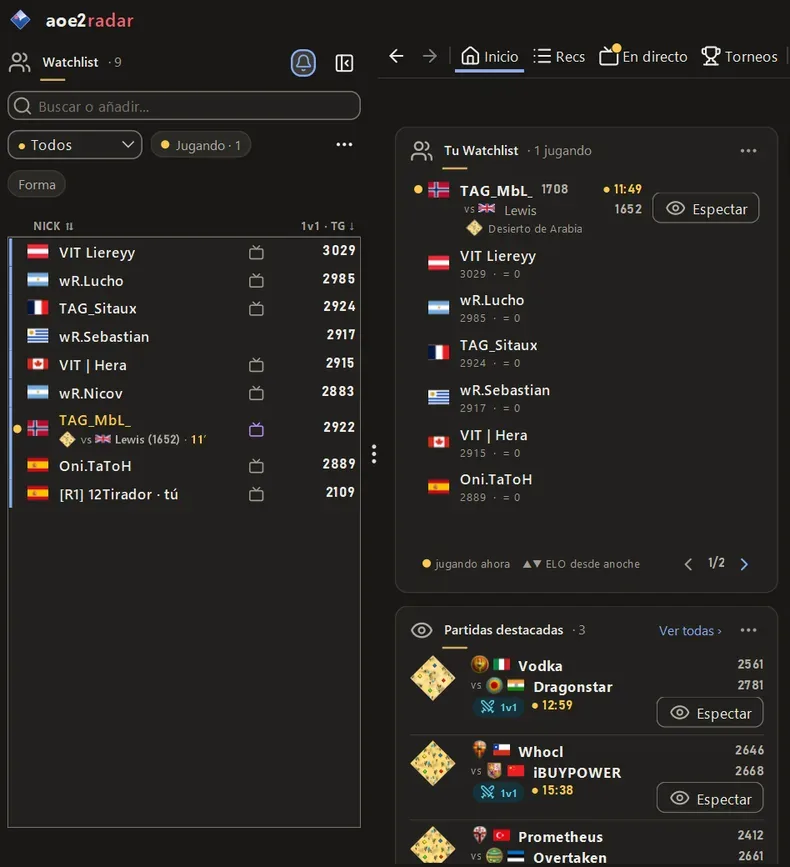 aoe2radar
Watchlist · 9
Buscar o añadir...
Todos
Jugando · 1
Forma
NICK ⇅ 1v1 · TG ↓
VIT Liereyy 3029
wR.Lucho 2985
TAG_Sitaux 2924
wR.Sebastian 2917
VIT | Hera 2915
wR.Nicov 2883
TAG_MbL_ 2922
vs Lewis (1652) · 11′
Oni.TaToH 2889
[R1] 12Tirador · tú 2109
Inicio Recs En directo Torneos
Tu Watchlist · 1 jugando
TAG_MbL_ 1708 11:49
vs Lewis 1652
Desierto de Arabia
Espectar
VIT Liereyy
3029 · = 0
wR.Lucho
2985 · = 0
TAG_Sitaux
2924 · = 0
wR.Sebastian
2917 · = 0
VIT | Hera
2915 · = 0
Oni.TaToH
2889 · = 0
jugando ahora ▲▼ ELO desde anoche 1/2
Partidas destacadas · 3 Ver todas ›
Vodka 2561
vs Dragonstar 2781
1v1 12:59 Espectar
Whocl 2646
vs iBUYPOWER 2668
1v1 15:38 Espectar
Prometheus 2412
vs Overtaken 2661